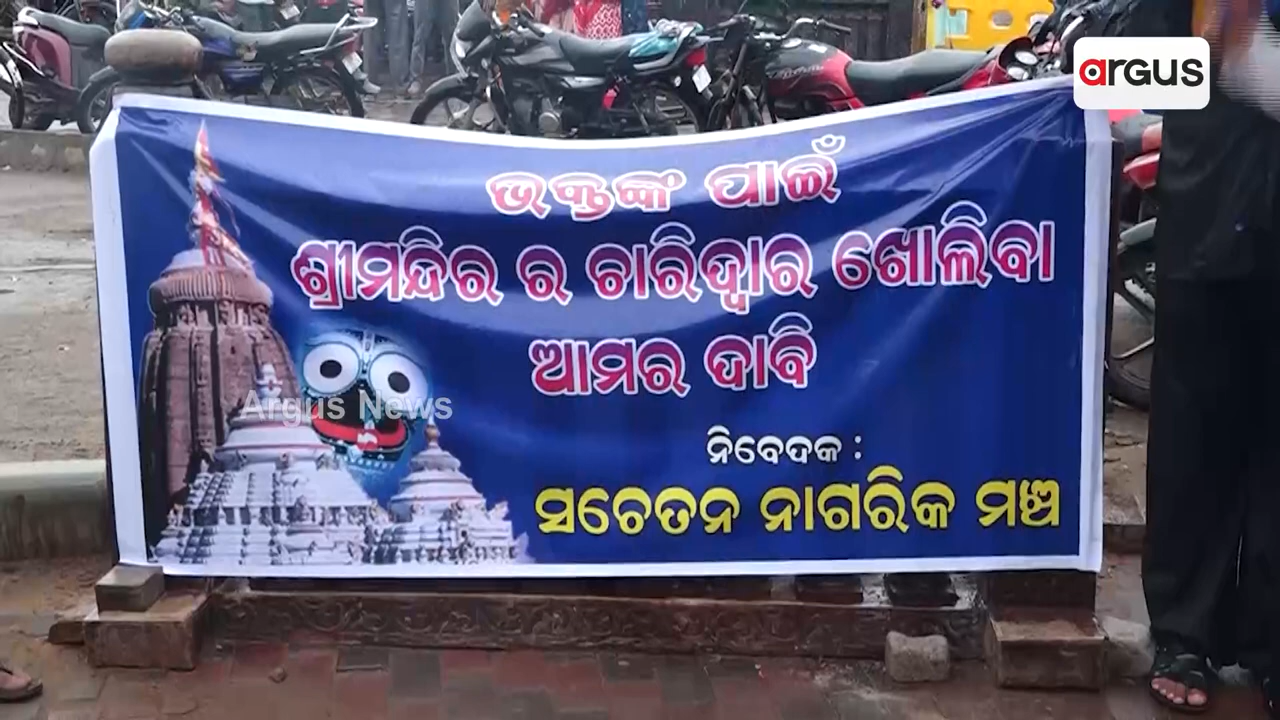 argus
ଭକ୍ତଙ୍କ ପାଇଁ
ଶ୍ରୀମନ୍ଦିର ର ଚାରିଦ୍ୱାର ଖୋଲିବା
ଆମର ଦାବି
Argus News
ନିବେଦକ :
ସଚେତନ ନାଗରିକ ମଞ୍ଚ